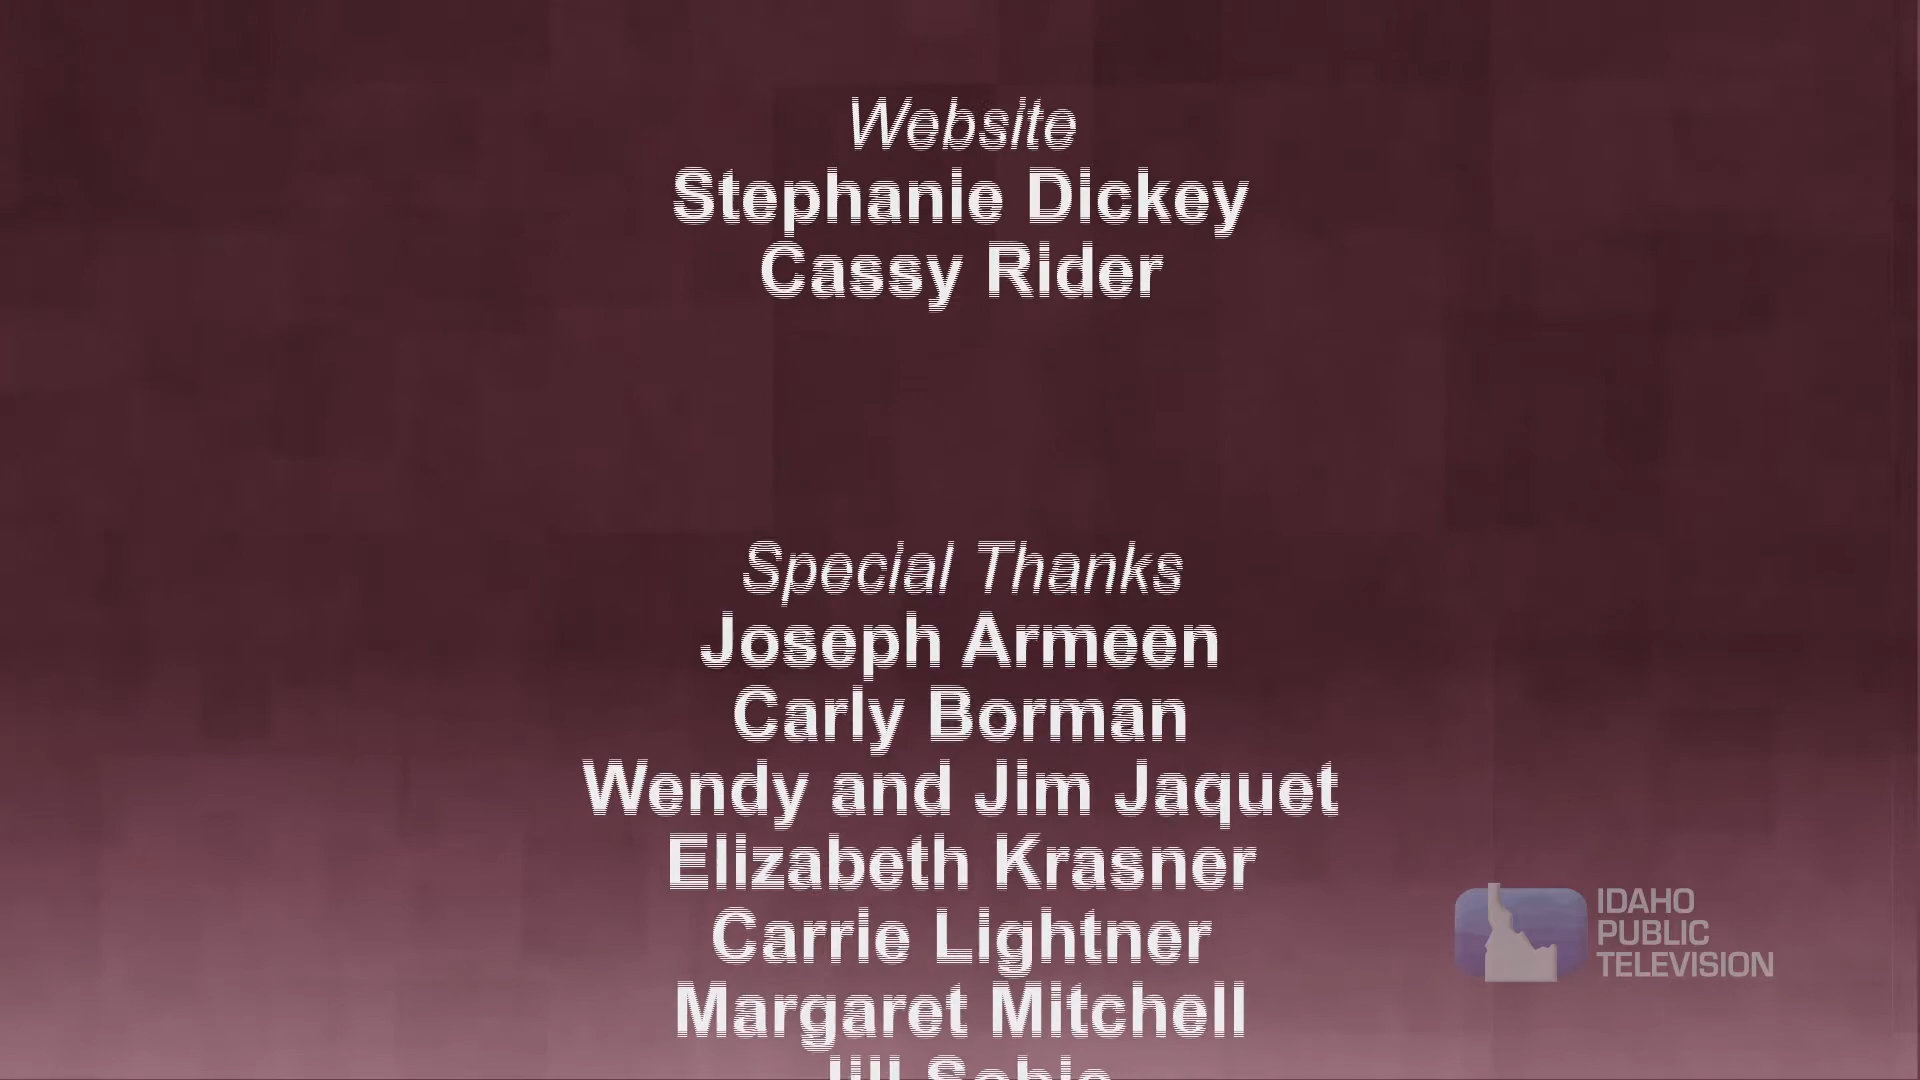 Website
Stephanie Dickey
Cassy Rider
Special Thanks
Joseph Armeen
Carly Borman
Wendy and Jim Jaquet
Elizabeth Krasner
Carrie Lightner
Margaret Mitchell
Jill
IDAHO
PUBLIC
TELEVISION